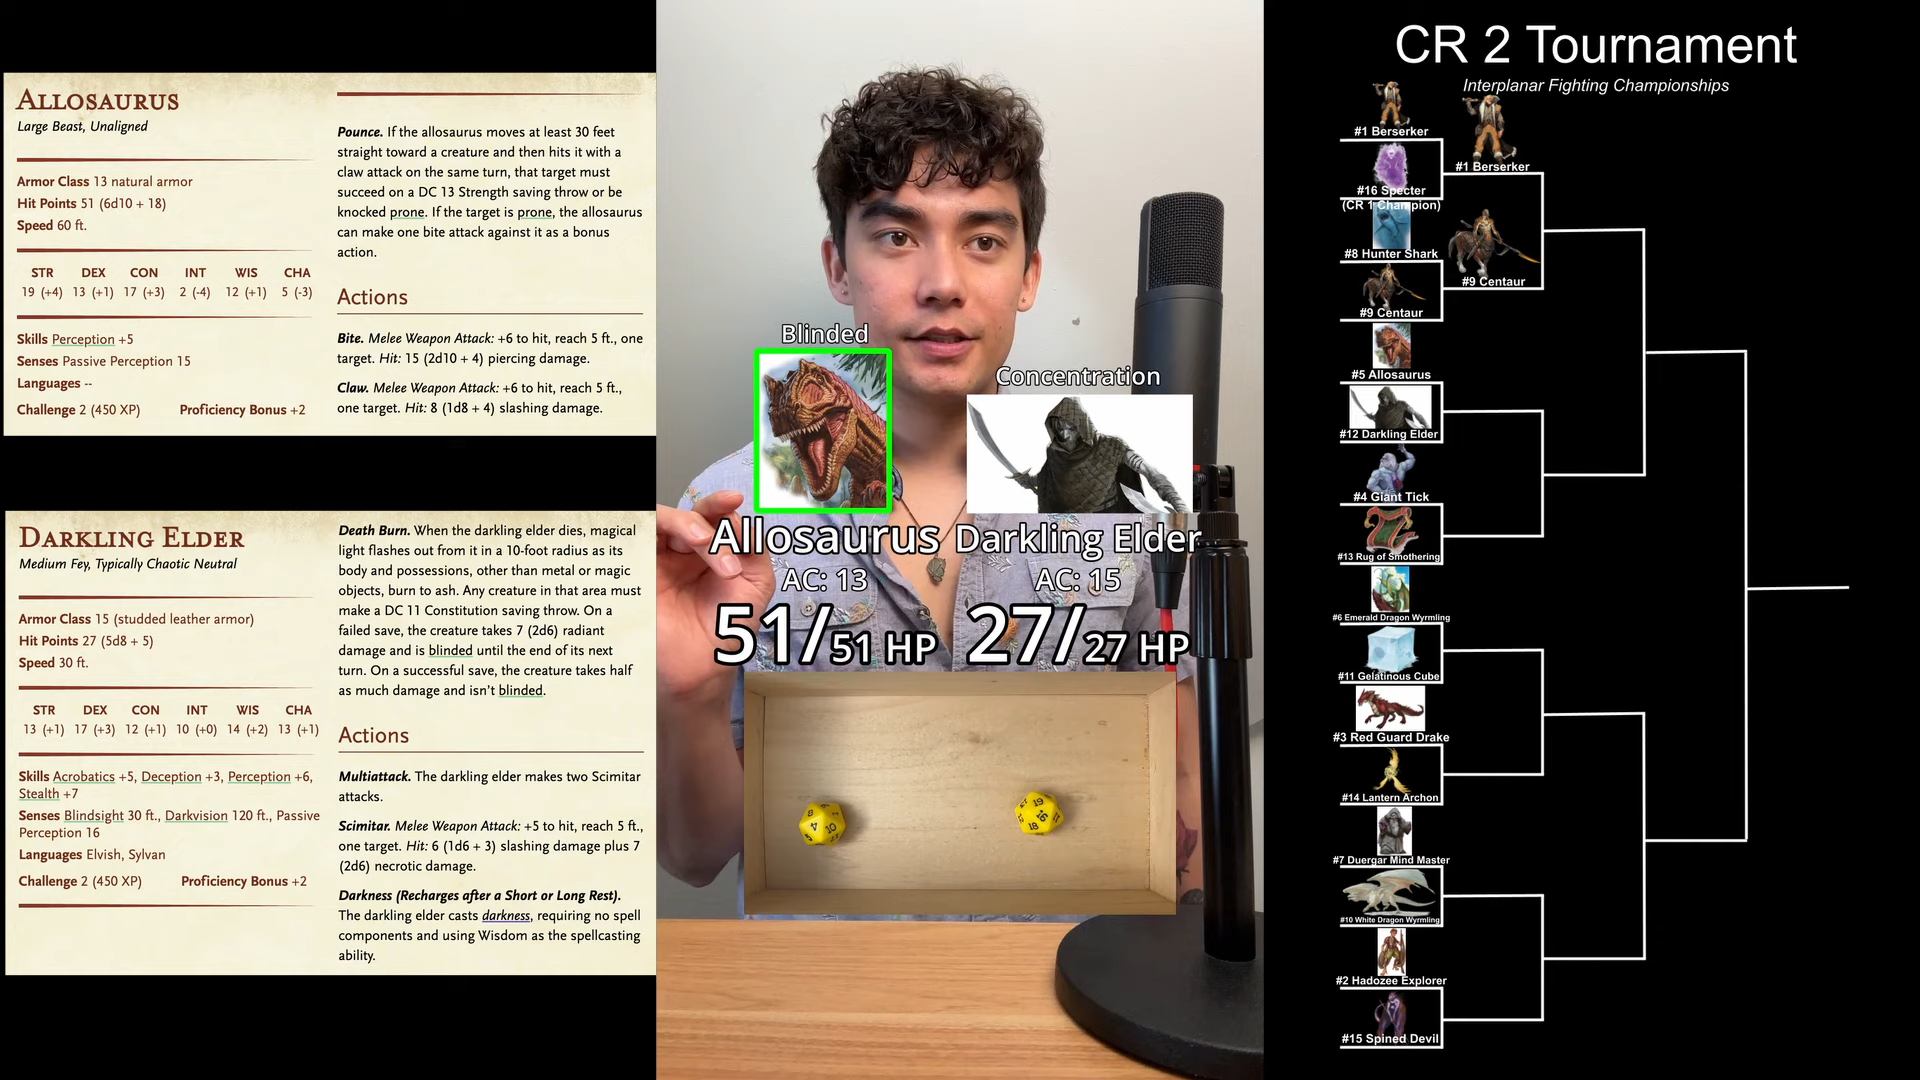 ALLOSAURUS
Large Beast, Unaligned
Armor Class 13 natural armor
Hit Points 51 (6d10 + 18)
Speed 60 ft.
STR DEX CON INT WIS CHA
19 (+4) 13 (+1) 17 (+3) 2 (-4) 12 (+1) 5 (-3)
Skills Perception +5
Senses Passive Perception 15
Languages --
Challenge 2 (450 XP) Proficiency Bonus +2
Pounce. If the allosaurus moves at least 30 feet
straight toward a creature and then hits it with a
claw attack on the same turn, that target must
succeed on a DC 13 Strength saving throw or be
knocked prone. If the target is prone, the allosaurus
can make one bite attack against it as a bonus
action.
Actions
Bite. Melee Weapon Attack: +6 to hit, reach 5 ft., one
target. Hit: 15 (2d10 + 4) piercing damage.
Claw. Melee Weapon Attack: +6 to hit, reach 5 ft.,
one target. Hit: 8 (1d8 + 4) slashing damage.
DARKLING ELDER
Medium Fey, Typically Chaotic Neutral
Armor Class 15 (studded leather armor)
Hit Points 27 (5d8 + 5)
Speed 30 ft.
STR DEX CON INT WIS CHA
13 (+1) 17 (+3) 12 (+1) 10 (+0) 14 (+2) 13 (+1)
Skills Acrobatics +5, Deception +3, Perception +6,
Stealth +7
Senses Blindsight 30 ft., Darkvision 120 ft., Passive
Perception 16
Languages Elvish, Sylvan
Challenge 2 (450 XP) Proficiency Bonus +2
Death Burn. When the darkling elder dies, magical
light flashes out from it in a 10-foot radius as its
body and possessions, other than metal or magic
objects, burn to ash. Any creature in that area must
make a DC 11 Constitution saving throw. On a
failed save, the creature takes 7 (2d6) radiant
damage and is blinded until the end of its next
turn. On a successful save, the creature takes half
as much damage and isn't blinded.
Actions
Multiattack. The darkling elder makes two Scimitar
attacks.
Scimitar. Melee Weapon Attack: +5 to hit, reach 5 ft.,
one target. Hit: 6 (1d6 + 3) slashing damage plus 7
(2d6) necrotic damage.
Darkness (Recharges after a Short or Long Rest).
The darkling elder casts darkness, requiring no spell
components and using Wisdom as the spellcasting
ability.
Blinded
Concentration
Allosaurus Darkling Elder
AC: 13 AC: 15
51/51 HP 27/27 HP
4 10
19 16 18
CR 2 Tournament
Interplanar Fighting Championships
#1 Berserker
#1 Berserker
#16 Specter
(CR 1 Champion)
#8 Hunter Shark
#9 Centaur
#9 Centaur
#5 Allosaurus
#12 Darkling Elder
#4 Giant Tick
#13 Rug of Smothering
#6 Emerald Dragon Wyrmling
#11 Gelatinous Cube
#3 Red Guard Drake
#14 Lantern Archon
#7 Duergar Mind Master
#10 White Dragon Wyrmling
#2 Hadozee Explorer
#15 Spined Devil